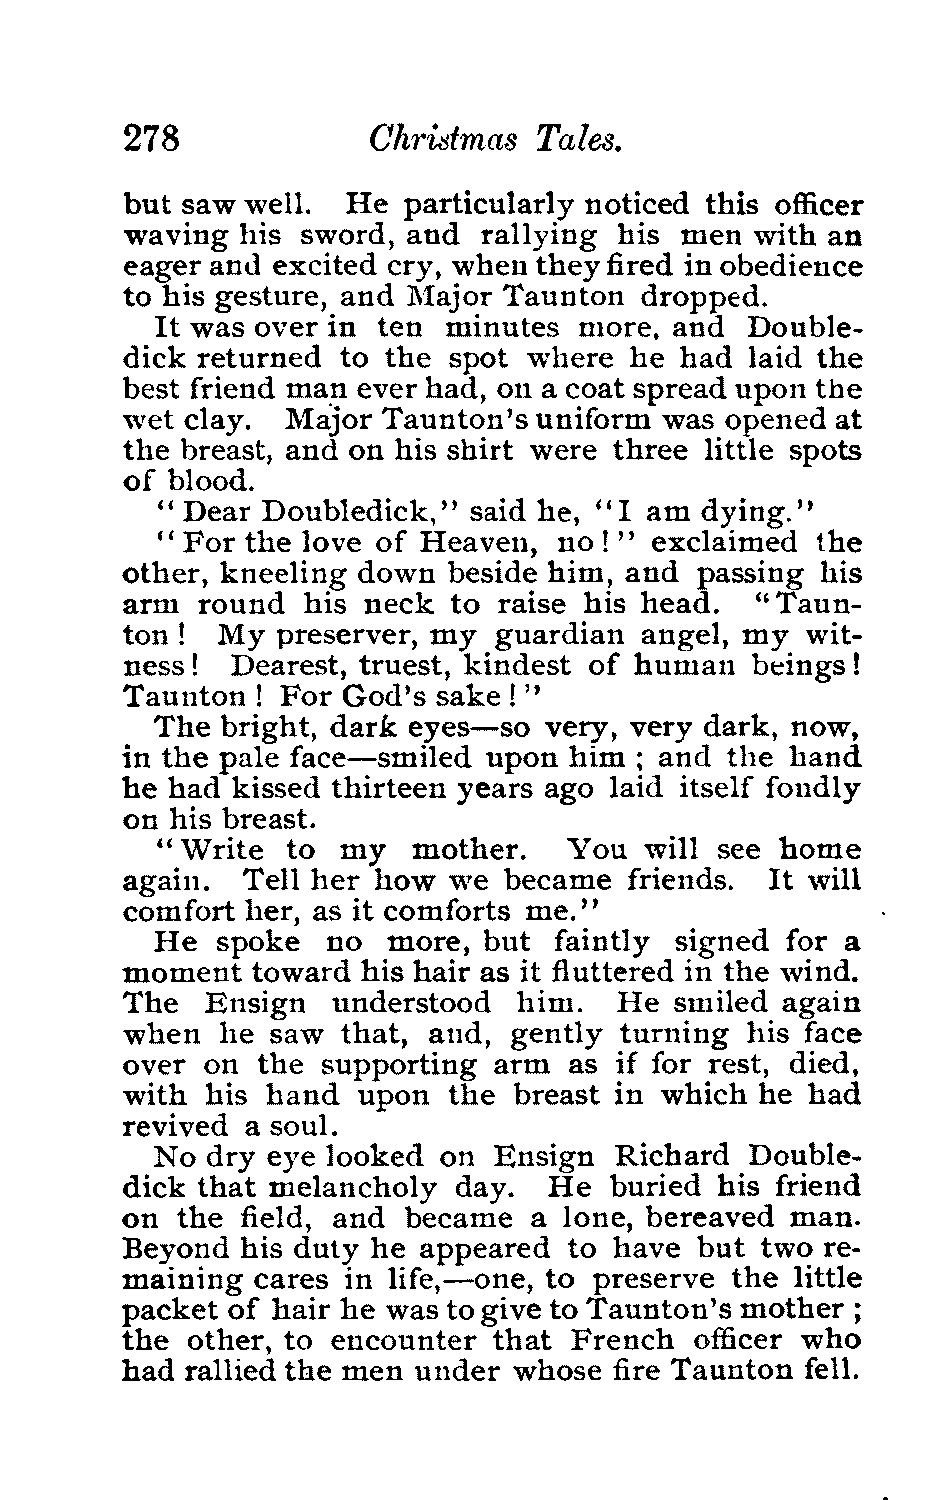 278 Christmas Tales.
but saw well. He particularly noticed this officer
waving his sword, and rallying his men with an
eager and excited cry, when they fired in obedience
to his gesture, and Major Taunton dropped.
It was over in ten minutes more, and Double-
dick returned to the spot where he had laid the
best friend man ever had, on a coat spread upon the
wet clay. Major Taunton's uniform was opened at
the breast, and on his shirt were three little spots
of blood.
"Dear Doubledick," said he, "I am dying."
"For the love of Heaven, no!" exclaimed the
other, kneeling down beside him, and passing his
arm round his neck to raise his head. "Taun-
ton! My preserver, my guardian angel, my wit-
ness! Dearest, truest, kindest of human beings!
Taunton! For God's sake!"
The bright, dark eyes—so very, very dark, now,
in the pale face—smiled upon him; and the hand
he had kissed thirteen years ago laid itself fondly
on his breast.
"Write to my mother. You will see home
again. Tell her how we became friends. It will
comfort her, as it comforts me."
He spoke no more, but faintly signed for a
moment toward his hair as it fluttered in the wind.
The Ensign understood him. He smiled again
when he saw that, and, gently turning his face
over on the supporting arm as if for rest, died,
with his hand upon the breast in which he had
revived a soul.
No dry eye looked on Ensign Richard Double-
dick that melancholy day. He buried his friend
on the field, and became a lone, bereaved man.
Beyond his duty he appeared to have but two re-
maining cares in life,—one, to preserve the little
packet of hair he was to give to Taunton's mother;
the other, to encounter that French officer who
had rallied the men under whose fire Taunton fell.